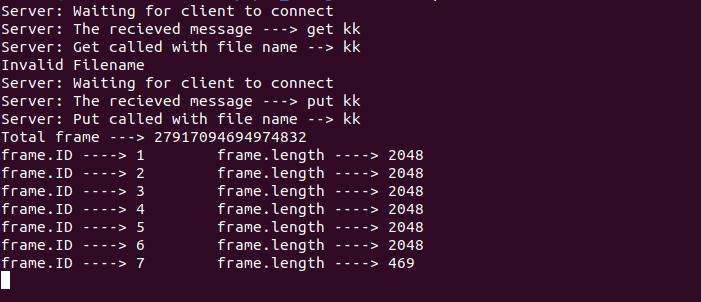 Server: Waiting for client to connect
Server: The recieved message ---> get kk
Server: Get called with file name --> kk
Invalid Filename
Server: Waiting for client to connect
Server: The recieved message ---> put kk
Server: Put called with file name --> kk
Total frame ---> 27917094694974832
frame.ID ----> 1        frame.length ----> 2048
frame.ID ----> 2        frame.length ----> 2048
frame.ID ----> 3        frame.length ----> 2048
frame.ID ----> 4        frame.length ----> 2048
frame.ID ----> 5        frame.length ----> 2048
frame.ID ----> 6        frame.length ----> 2048
frame.ID ----> 7        frame.length ----> 469